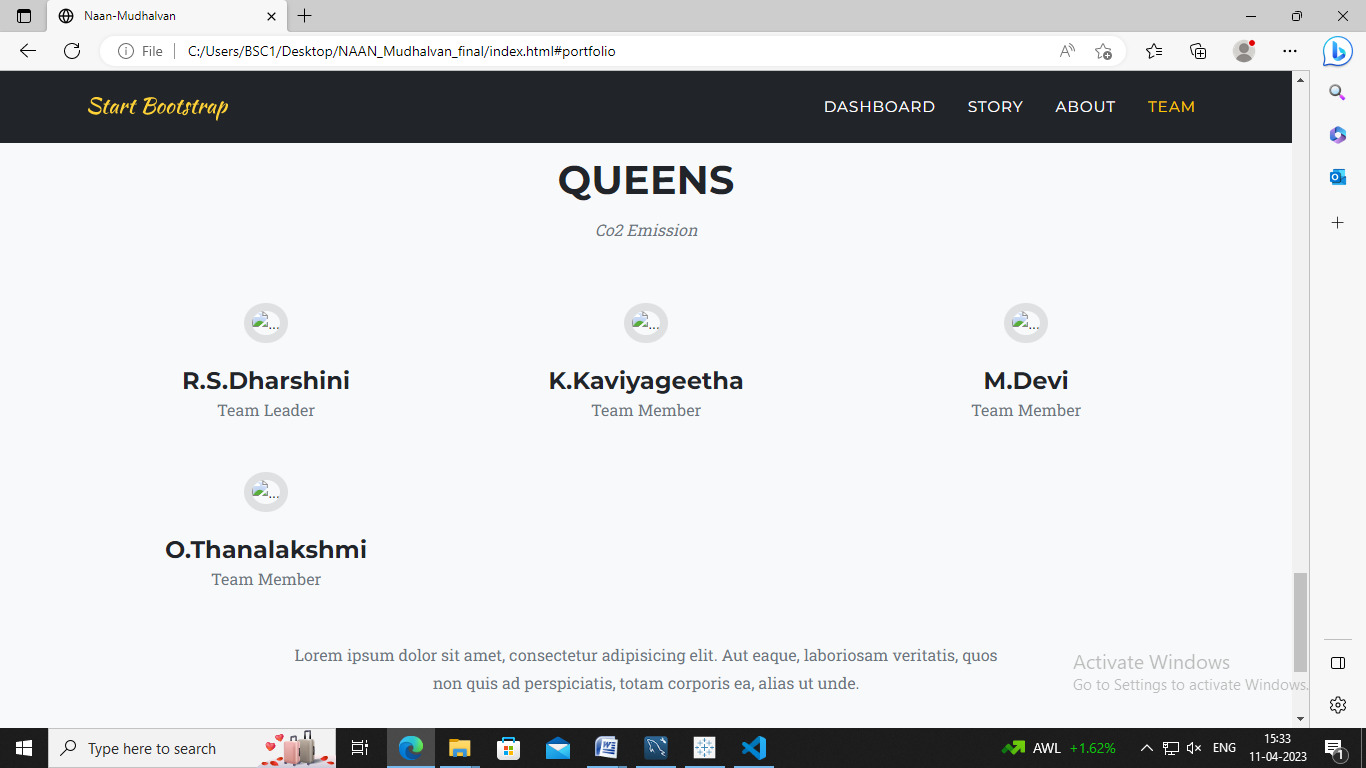 Naan-Mudhalvan
File
C:/Users/BSC1/Desktop/NAAN_Mudhalvan_final/index.html#portfolio
Start Bootstrap
DASHBOARD STORY ABOUT TEAM
QUEENS
Co2 Emission
... ... ...
R.S.Dharshini K.Kaviyageetha M.Devi
Team Leader Team Member Team Member
...
O.Thanalakshmi
Team Member
Lorem ipsum dolor sit amet, consectetur adipisicing elit. Aut eaque, laboriosam veritatis, quos
non quis ad perspiciatis, totam corporis ea, alias ut unde.
Activate Windows
Go to Settings to activate Windows.
Type here to search
AWL +1.62%
ENG
15:33
11-04-2023
1